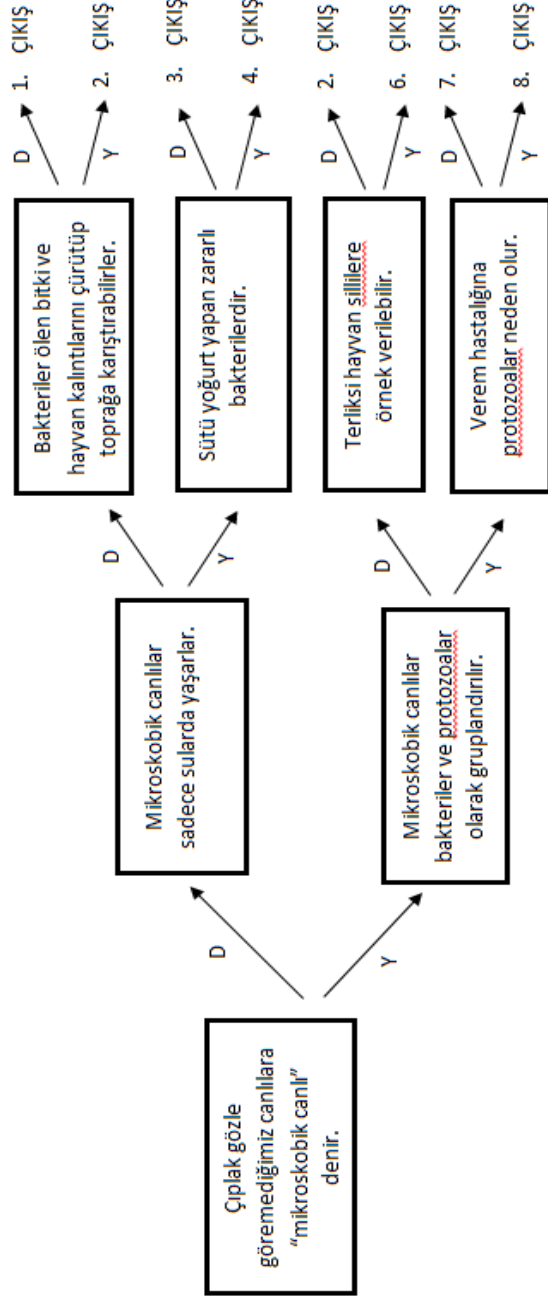 Çıplak gözle
göremediğimiz canlılara
“mikroskobik canlı”
denir.
D
Y
Mikroskobik canlılar
sadece sularda yaşarlar.
D
Y
Mikroskobik canlılar
bakteriler ve protozoalar
olarak gruplandırılır.
D
Y
Bakteriler ölen bitki ve
hayvan kalıntılarını çürütüp
toprağa karıştırabilirler.
D
Y
Sütü yoğurt yapan zararlı
bakterilerdir.
D
Y
Terliksi hayvan sillilere
örnek verilebilir.
D
Y
Verem hastalığına
protozoalar neden olur.
D
Y
1. ÇIKIŞ
2. ÇIKIŞ
3. ÇIKIŞ
4. ÇIKIŞ
2. ÇIKIŞ
6. ÇIKIŞ
7. ÇIKIŞ
8. ÇIKIŞ